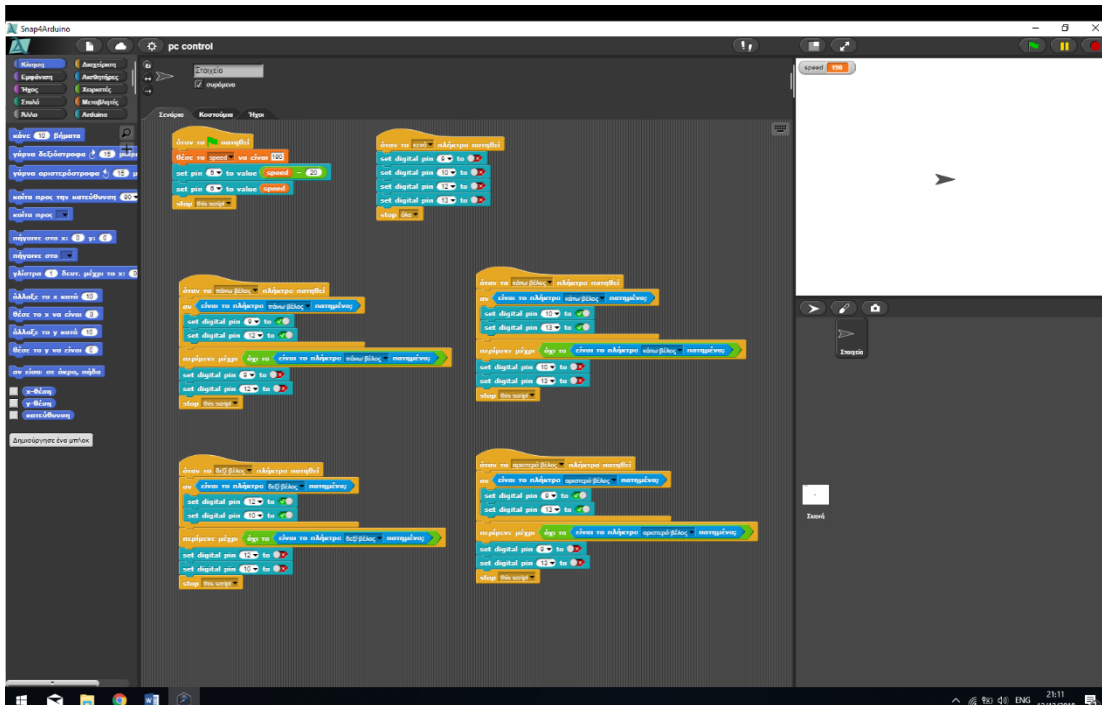 Snap4Arduino
pc control
Κίνηση
Διαχείριση
Εμφάνιση
Αισθητήρες
Ήχος
Χειριστές
Στυλό
Μεταβλητές
Άλλο
Arduino
κάνε 10 βήματα
γύρνα δεξιόστροφα 15
γύρνα αριστερόστροφα 15
κοίτα προς την κατεύθυνση 90
κοίτα προς
πήγαινε στο x: 0 y: 0
πήγαινε στο
γλίστρα 1 δευτ. μέχρι το x: 0
άλλαξε το x κατά 10
θέσε το x να είναι 0
άλλαξε το y κατά 10
θέσε το y να είναι 0
αν είσαι σε άκρο, πήδα
x-θέση
y-θέση
κατεύθυνση
Δημιούργησε ένα μπλοκ
Στοιχείο
συρόμενο
Σενάρια Κοστούμια Ήχοι
όταν το πατηθεί
θέσε το speed να είναι 190
set pin 5 to value speed - 20
set pin 6 to value speed
stop this script
όταν το κενό πλήκτρο πατηθεί
set digital pin 9 to
set digital pin 10 to
set digital pin 12 to
set digital pin 13 to
stop όλα
όταν το πάνω βέλος πλήκτρο πατηθεί
αν είναι το πλήκτρο πάνω βέλος πατημένο;
set digital pin 9 to
set digital pin 12 to
περίμενε μέχρι όχι το είναι το πλήκτρο πάνω βέλος πατημένο;
set digital pin 9 to
set digital pin 12 to
stop this script
όταν το κάτω βέλος πλήκτρο πατηθεί
αν είναι το πλήκτρο κάτω βέλος πατημένο;
set digital pin 10 to
set digital pin 13 to
περίμενε μέχρι όχι το είναι το πλήκτρο κάτω βέλος πατημένο;
set digital pin 10 to
set digital pin 13 to
stop this script
όταν το δεξί βέλος πλήκτρο πατηθεί
αν είναι το πλήκτρο δεξί βέλος πατημένο;
set digital pin 12 to
set digital pin 10 to
περίμενε μέχρι όχι το είναι το πλήκτρο δεξί βέλος πατημένο;
set digital pin 12 to
set digital pin 10 to
stop this script
όταν το αριστερό βέλος πλήκτρο πατηθεί
αν είναι το πλήκτρο αριστερό βέλος πατημένο;
set digital pin 9 to
set digital pin 13 to
περίμενε μέχρι όχι το είναι το πλήκτρο αριστερό βέλος πατημένο;
set digital pin 9 to
set digital pin 13 to
stop this script
speed 190
Στοιχείο
Σκηνή
ENG
21:11
12/12/2018